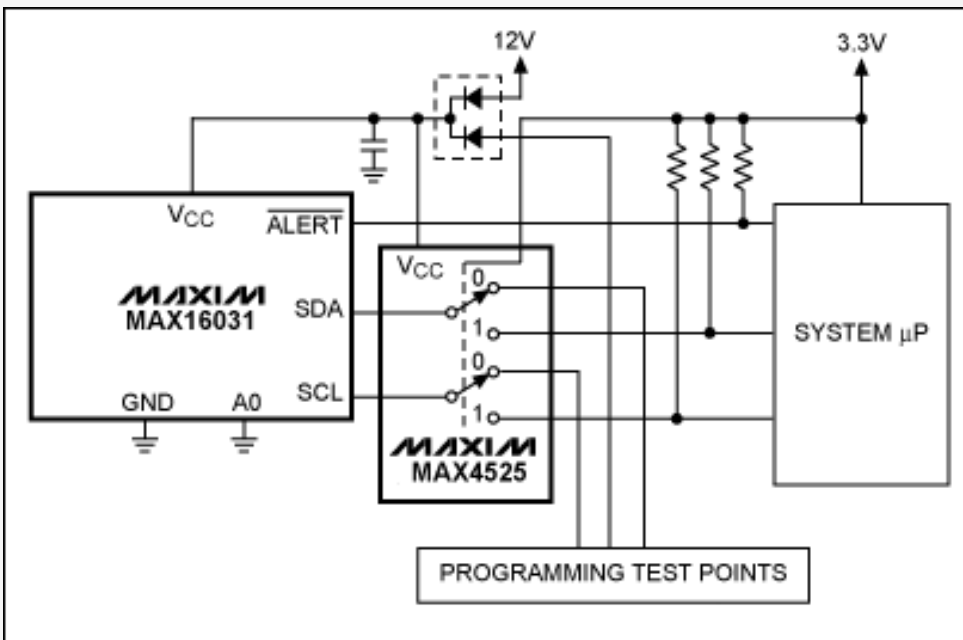 12V
3.3V
VCC
ALERT
MAXIM
MAX16031
SDA
SCL
GND
A0
VCC
0
1
0
1
MAXIM
MAX4525
SYSTEM μP
PROGRAMMING TEST POINTS